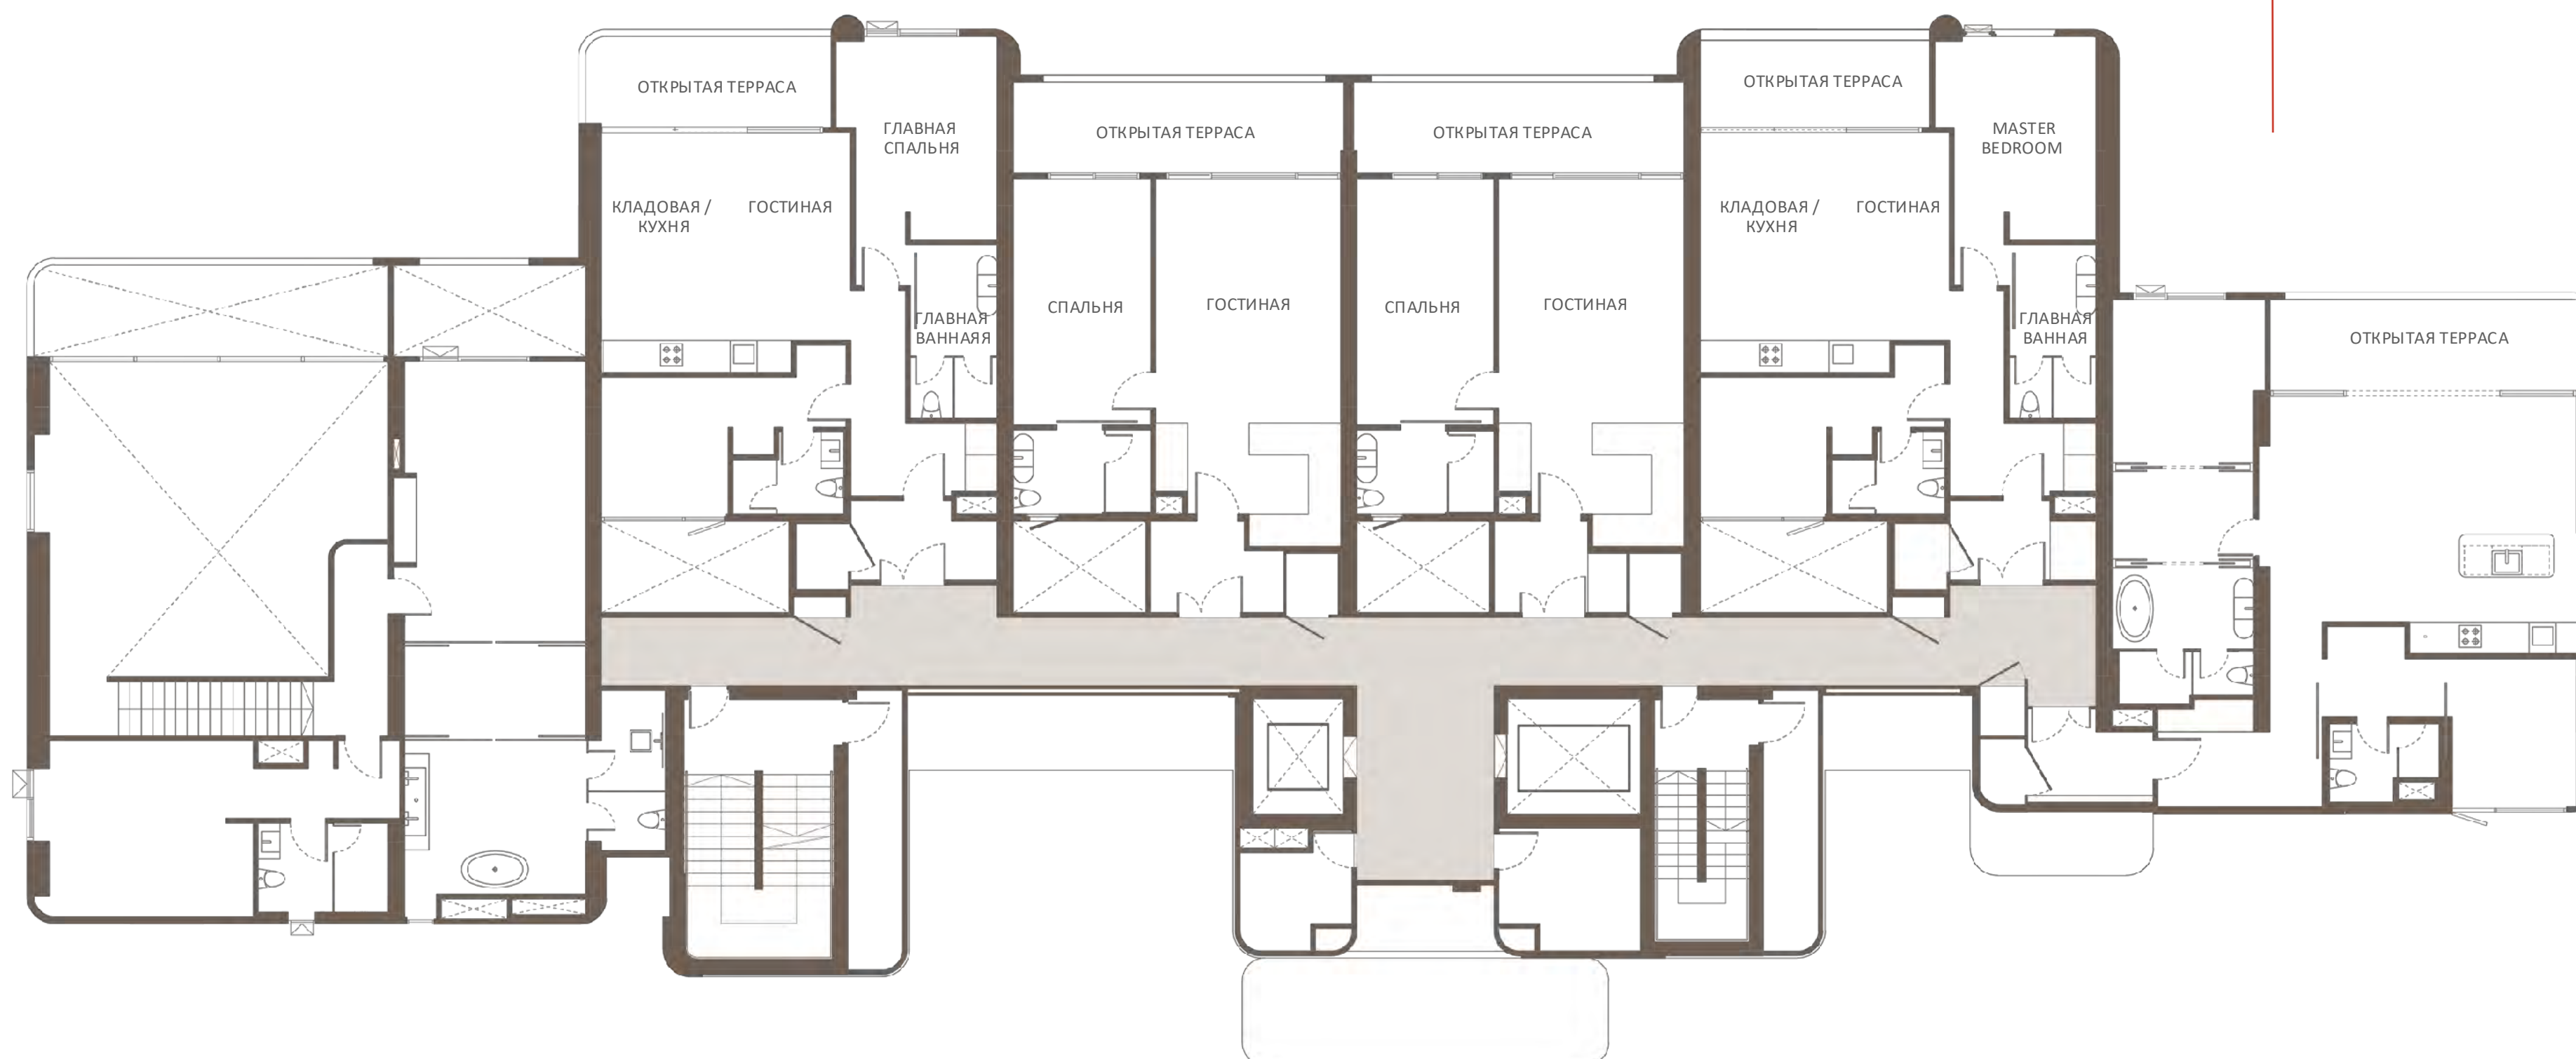 ОТКРЫТАЯ ТЕРРАСА
ГЛАВНАЯ
СПАЛЬНЯ
КЛАДОВАЯ /
КУХНЯ
ГОСТИНАЯ
ГЛАВНАЯ
ВАННАЯЯ
ОТКРЫТАЯ ТЕРРАСА
СПАЛЬНЯ
ГОСТИНАЯ
ОТКРЫТАЯ ТЕРРАСА
СПАЛЬНЯ
ГОСТИНАЯ
ОТКРЫТАЯ ТЕРРАСА
MASTER
BEDROOM
КЛАДОВАЯ /
КУХНЯ
ГОСТИНАЯ
ГЛАВНАЯ
ВАННАЯ
ОТКРЫТАЯ ТЕРРАСА